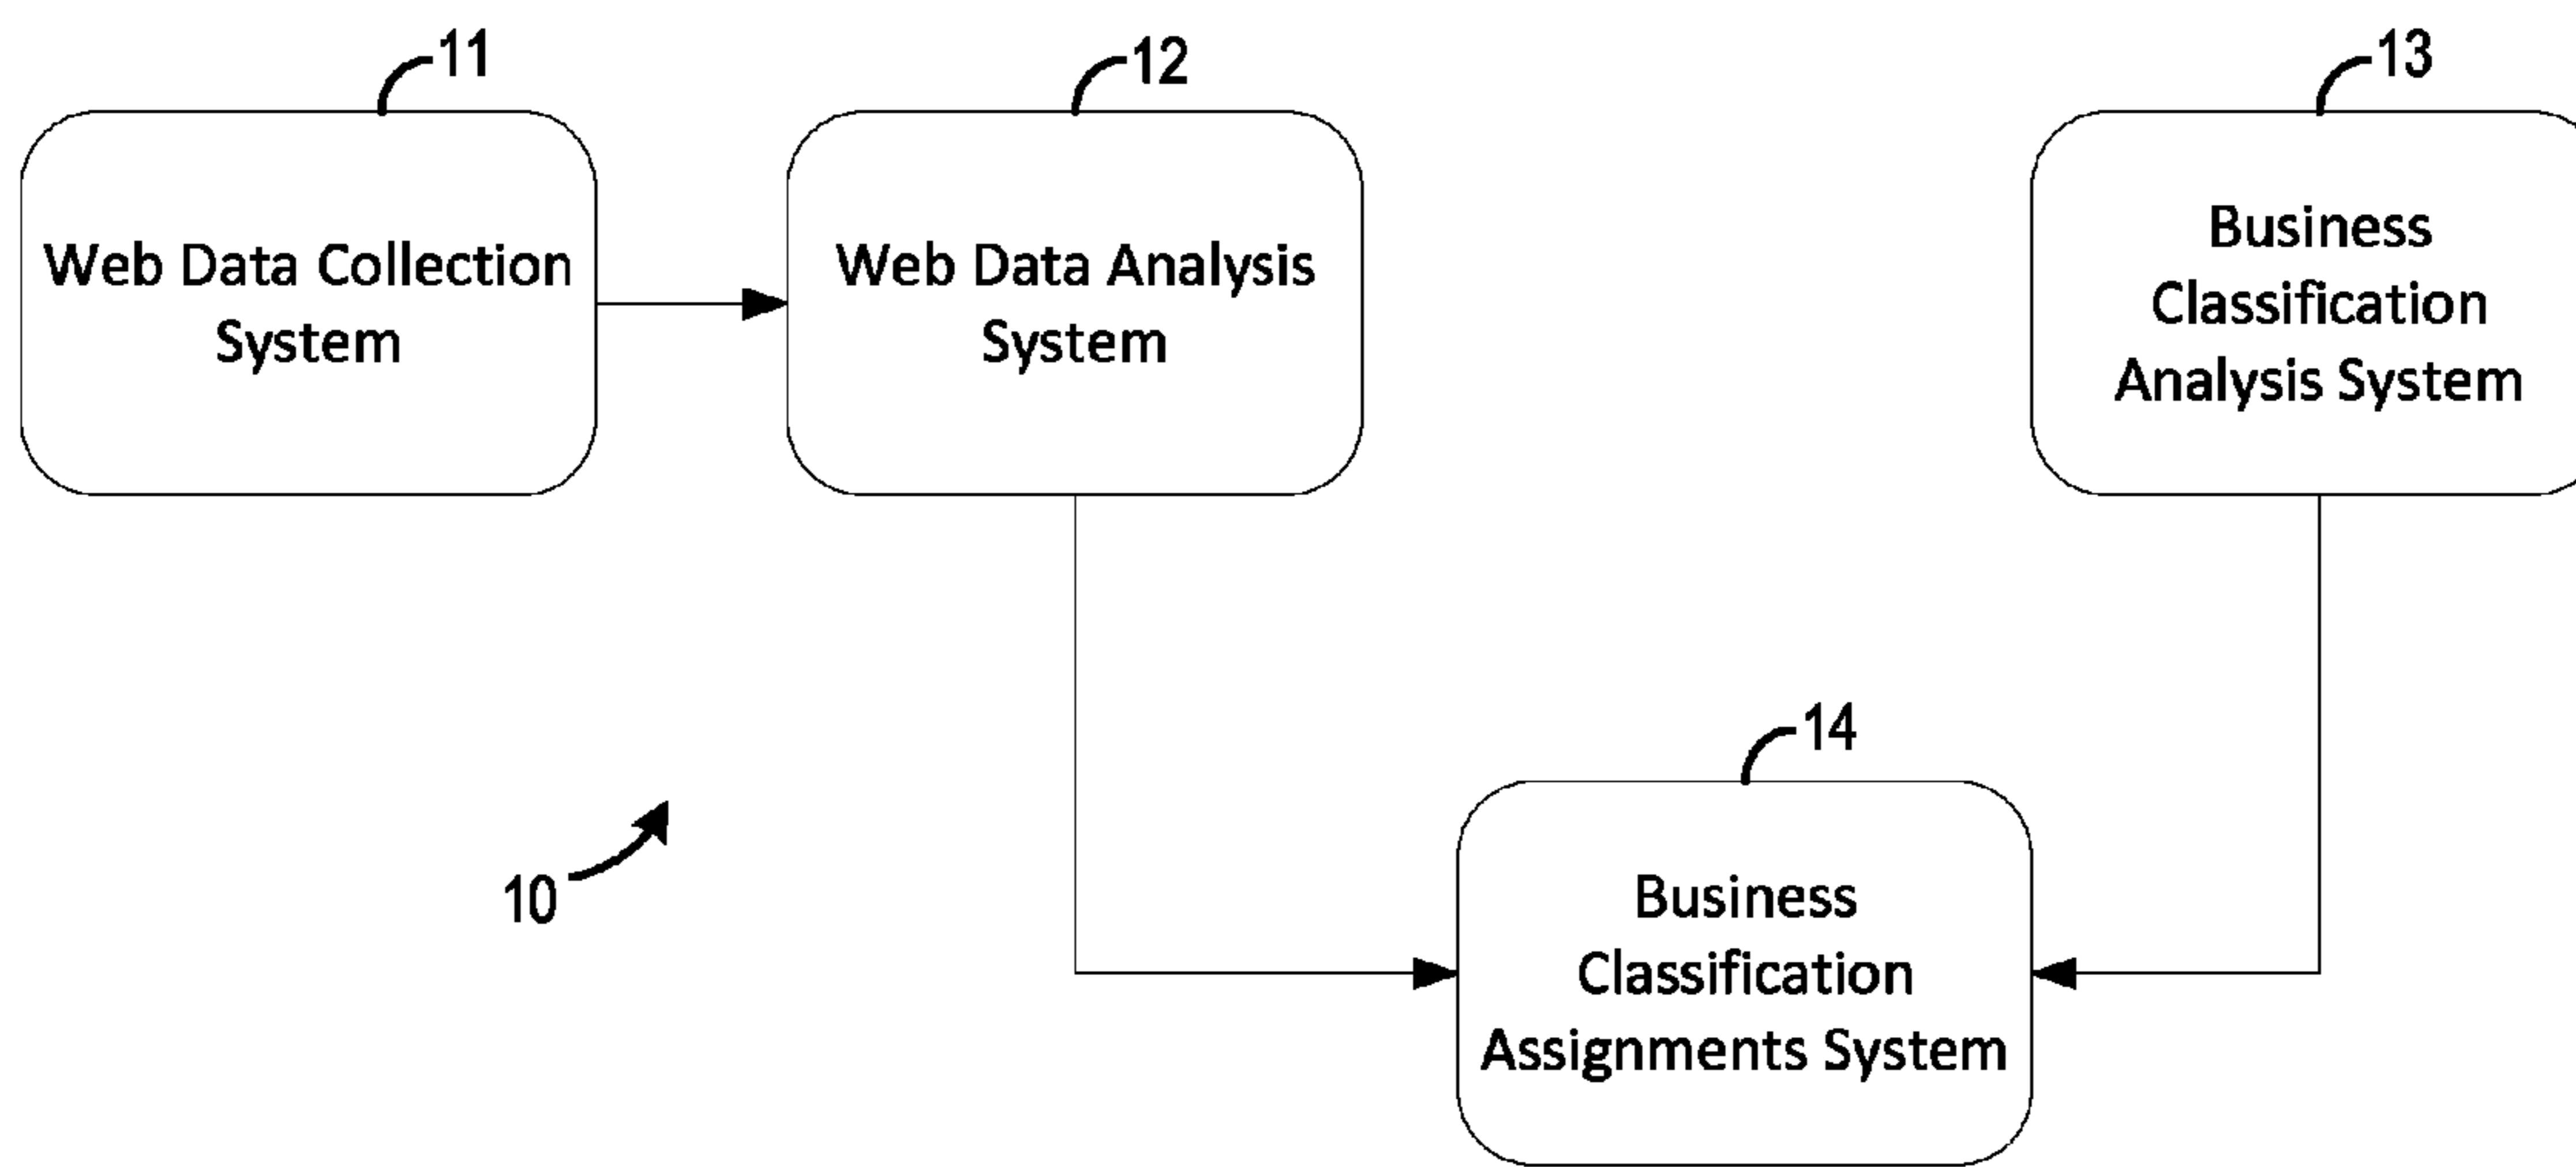 11
12
13
Web Data Collection
System
Web Data Analysis
System
Business
Classification
Analysis System
14
10
Business
Classification
Assignments System